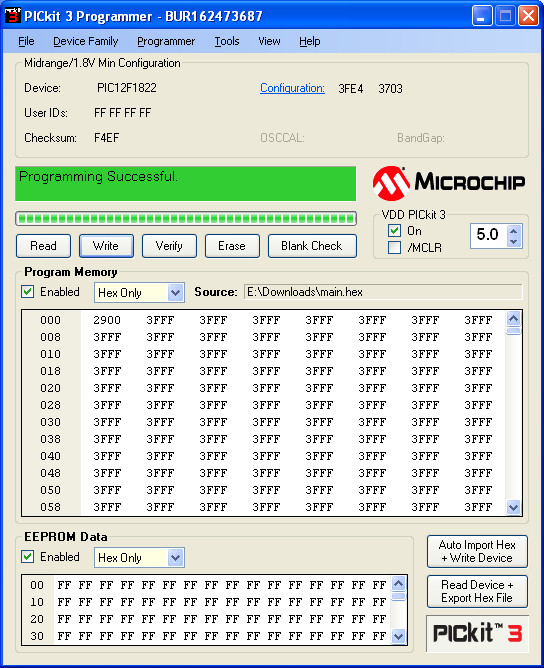 PICkit 3 Programmer - BUR162473687
File Device Family Programmer Tools View Help
Midrange/1.8V Min Configuration
Device: PIC12F1822 Configuration: 3FE4 3703
User IDs: FF FF FF FF
Checksum: F4EF OSCCAL: BandGap:
Programming Successful.
MICROCHIP
VDD PICkit 3
On
/MCLR
5.0
Read Write Verify Erase Blank Check
Program Memory
Enabled Hex Only Source: E:\Downloads\main.hex
000 2900 3FFF 3FFF 3FFF 3FFF 3FFF 3FFF 3FFF
008 3FFF 3FFF 3FFF 3FFF 3FFF 3FFF 3FFF 3FFF
010 3FFF 3FFF 3FFF 3FFF 3FFF 3FFF 3FFF 3FFF
018 3FFF 3FFF 3FFF 3FFF 3FFF 3FFF 3FFF 3FFF
020 3FFF 3FFF 3FFF 3FFF 3FFF 3FFF 3FFF 3FFF
028 3FFF 3FFF 3FFF 3FFF 3FFF 3FFF 3FFF 3FFF
030 3FFF 3FFF 3FFF 3FFF 3FFF 3FFF 3FFF 3FFF
038 3FFF 3FFF 3FFF 3FFF 3FFF 3FFF 3FFF 3FFF
040 3FFF 3FFF 3FFF 3FFF 3FFF 3FFF 3FFF 3FFF
048 3FFF 3FFF 3FFF 3FFF 3FFF 3FFF 3FFF 3FFF
050 3FFF 3FFF 3FFF 3FFF 3FFF 3FFF 3FFF 3FFF
058 3FFF 3FFF 3FFF 3FFF 3FFF 3FFF 3FFF 3FFF
EEPROM Data
Enabled Hex Only
00 FF FF FF FF FF FF FF FF FF FF FF FF FF FF FF FF
10 FF FF FF FF FF FF FF FF FF FF FF FF FF FF FF FF
20 FF FF FF FF FF FF FF FF FF FF FF FF FF FF FF FF
30 FF FF FF FF FF FF FF FF FF FF FF FF FF FF FF FF
Auto Import Hex
+ Write Device
Read Device +
Export Hex File
PICkit™ 3